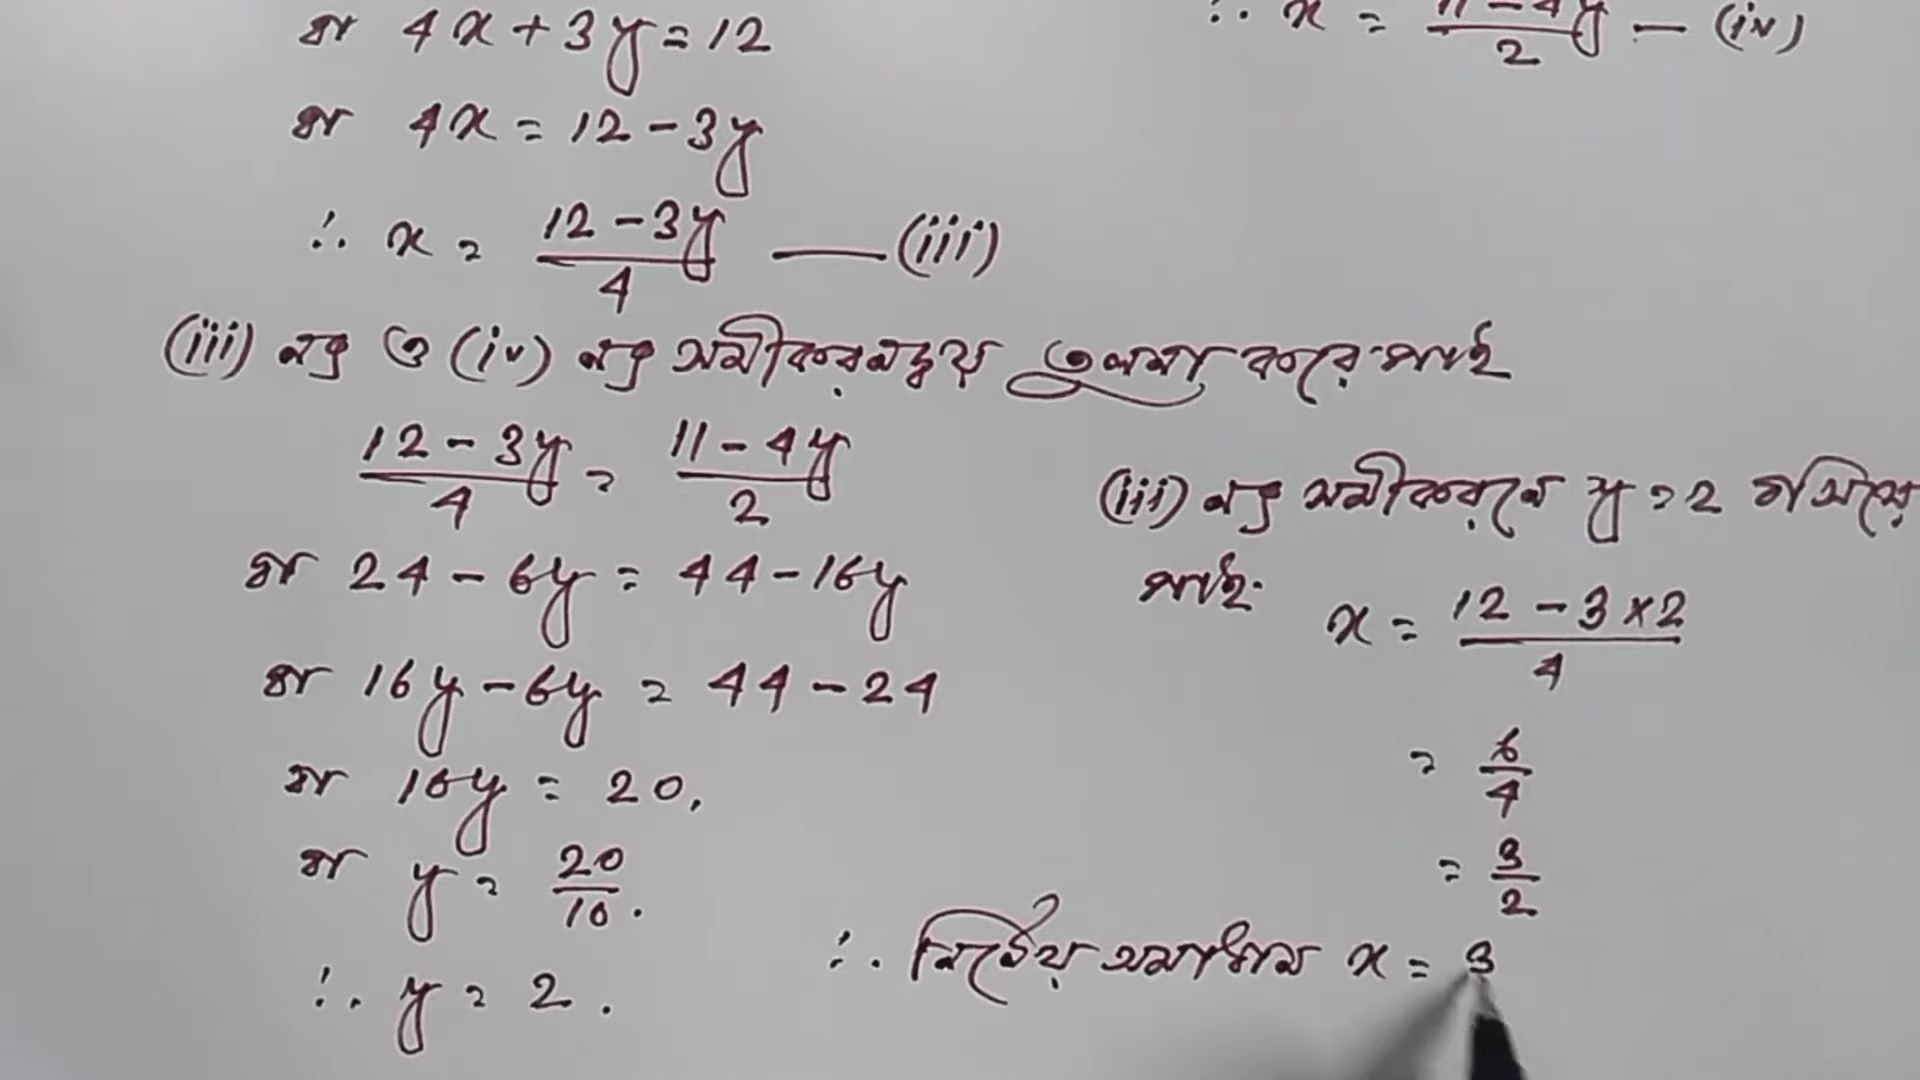 বা 4x + 3y = 12
বা 4x = 12 - 3y
∴ x = (12 - 3y)/4 —— (iii)
∴ x = (11 - 4y)/2 — (iv)
(iii) নং ও (iv) নং সমীকরনদ্বয় তুলনা করে পাই
(12 - 3y)/4 = (11 - 4y)/2
বা 24 - 6y = 44 - 16y
বা 16y - 6y = 44 - 24
বা 10y = 20.
বা y = 20/10.
∴ y = 2.
(iii) নং সমীকরনে y = 2 বসিয়ে
পাই. x = (12 - 3×2)/4
= 6/4
= 3/2
∴ নির্ণেয় সমাধান x = 3